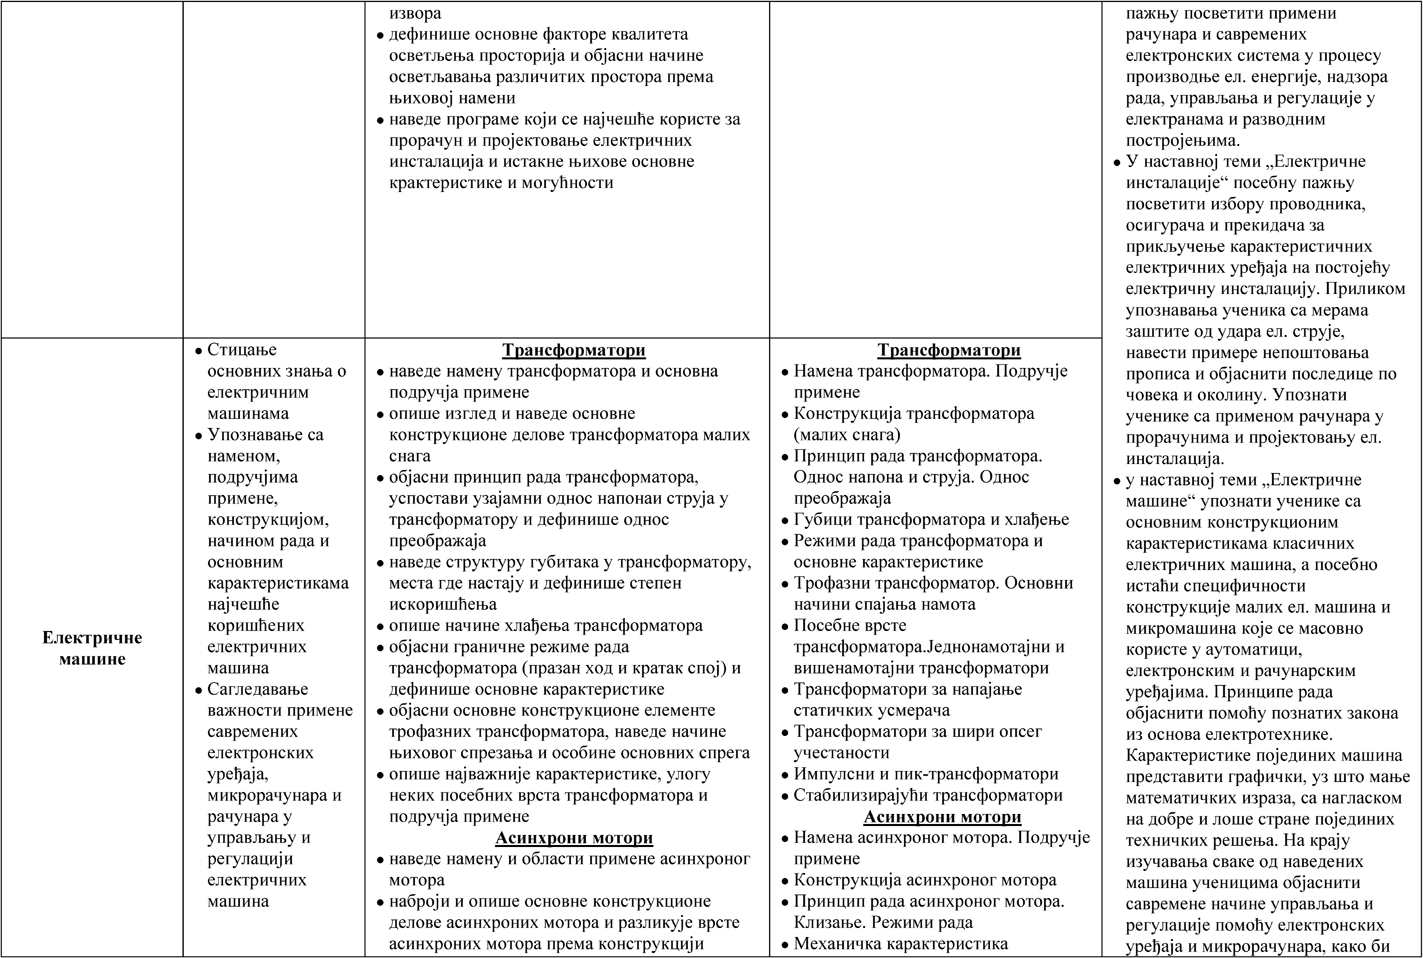 извора
• дефинише основне факторе квалитета
осветљења просторија и објасни начине
осветљавања различитих простора према
њиховој намени
• наведе програме који се најчешће користе за
прорачун и пројектовање електричних
инсталација и истакне њихове основне
крактеристике и могућности
Електричне
машине
• Стицање
основних знања о
електричним
машинама
• Упознавање са
наменом,
подручјима
примене,
конструкцијом,
начином рада и
основним
карактеристикама
најчешће
коришћених
електричних
машина
• Сагледавање
важности примене
савремених
електронских
уређаја,
микрорачунара и
рачунара у
управљању и
регулацији
електричних
машина
Трансформатори
• наведе намену трансформатора и основна
подручја примене
• опише изглед и наведе основне
конструкционе делове трансформатора малих
снага
• објасни принцип рада трансформатора,
успостави узајамни однос напонаи струја у
трансформатору и дефинише однос
преображаја
• наведе структуру губитака у трансформатору,
места где настају и дефинише степен
искоришћења
• опише начине хлађења трансформатора
• објасни граничне режиме рада
трансформатора (празан ход и кратак спој) и
дефинише основне карактеристике
• објасни основне конструкционе елементе
трофазних трансформатора, наведе начине
њиховог спрезања и особине основних спрега
• опише најважније карактеристике, улогу
неких посебних врста трансформатора и
подручја примене
Асинхрони мотори
• наведе намену и области примене асинхроног
мотора
• наброји и опише основне конструкционе
делове асинхроних мотора и разликује врсте
асинхроних мотора према конструкцији
Трансформатори
• Намена трансформатора. Подручје
примене
• Конструкција трансформатора
(малих снага)
• Принцип рада трансформатора.
Однос напона и струја. Однос
преображаја
• Губици трансформатора и хлађење
• Режими рада трансформатора и
основне карактеристике
• Трофазни трансформатор. Основни
начини спајања намота
• Посебне врсте
трансформатора.Једнонамотајни и
вишенамотајни трансформатори
• Трансформатори за напајање
статичких усмерача
• Трансформатори за шири опсег
учестаности
• Импулсни и пик-трансформатори
• Стабилизирајући трансформатори
Асинхрони мотори
• Намена асинхроног мотора. Подручје
примене
• Конструкција асинхроног мотора
• Принцип рада асинхроног мотора.
Клизање. Режими рада
• Механичка карактеристика
пажњу посветити примени
рачунара и савремених
електронских система у процесу
производње ел. енергије, надзора
рада, управљања и регулације у
електранама и разводним
постројењима.
• У наставној теми „Електричне
инсталације“ посебну пажњу
посветити избору проводника,
осигурача и прекидача за
прикључење карактеристичних
електричних уређаја на постојећу
електричну инсталацију. Приликом
упознавања ученика са мерама
заштите од удара ел. струје,
навести примере непоштовања
прописа и објаснити последице по
човека и околину. Упознати
ученике са применом рачунара у
прорачунима и пројектовању ел.
инсталација.
• у наставној теми „Електричне
машине“ упознати ученике са
основним конструкционим
карактеристикама класичних
електричних машина, а посебно
истаћи специфичности
конструкције малих ел. машина и
микромашина које се масовно
користе у аутоматици,
електронским и рачунарским
уређајима. Принципе рада
објаснити помоћу познатих закона
из основа електротехнике.
Карактеристике појединих машина
представити графички, уз што мање
математичких израза, са нагласком
на добре и лоше стране појединих
техничких решења. На крају
изучавања сваке од наведених
машина ученицима објаснити
савремене начине управљања и
регулације помоћу електронских
уређаја и микрорачунара, како би